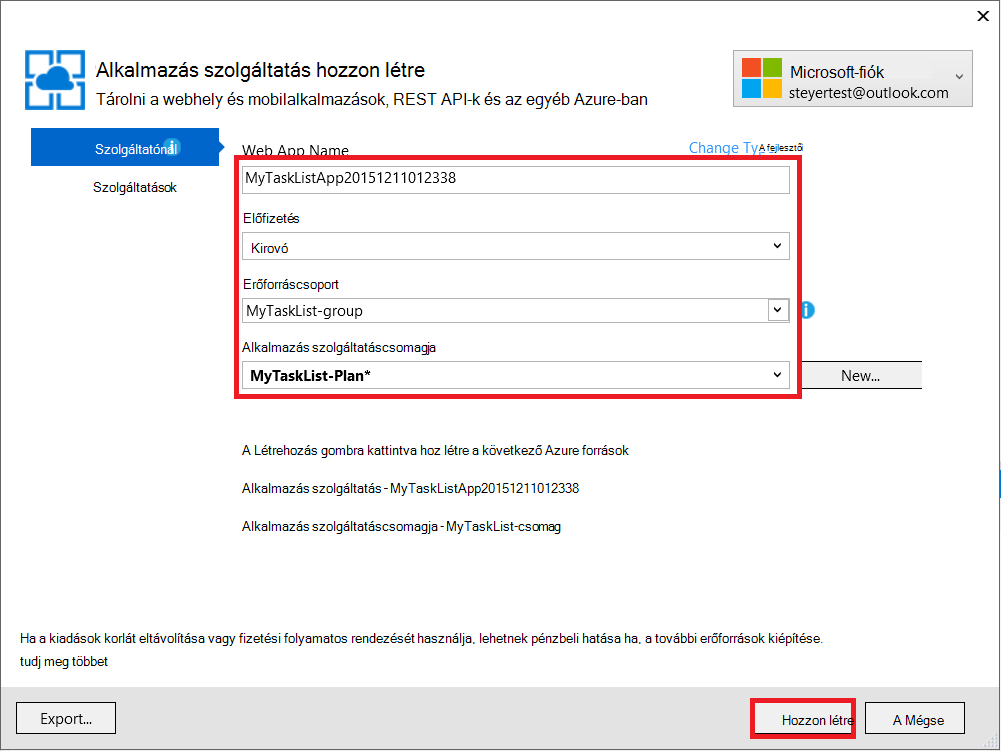 Alkalmazás szolgáltatás hozzon létre
Tárolni a webhely és mobilalkalmazások, REST API-k és az egyéb Azure-ban
Microsoft-fiók
steyertest@outlook.com
Szolgáltatónál
Szolgáltatások
Web App Name
Change Ty
A fejlesztői
MyTaskListApp20151211012338
Előfizetés
Kirovó
Erőforráscsoport
MyTaskList-group
Alkalmazás szolgáltatáscsomagja
MyTaskList-Plan*
New...
A Létrehozás gombra kattintva hoz létre a következő Azure források
Alkalmazás szolgáltatás - MyTaskListApp20151211012338
Alkalmazás szolgáltatáscsomagja - MyTaskList-csomag
Ha a kiadások korlát eltávolítása vagy fizetési folyamatos rendezését használja, lehetnek pénzbeli hatása ha, a további erőforrások kiépítése.
tudj meg többet
Export...
Hozzon létre
A Mégse